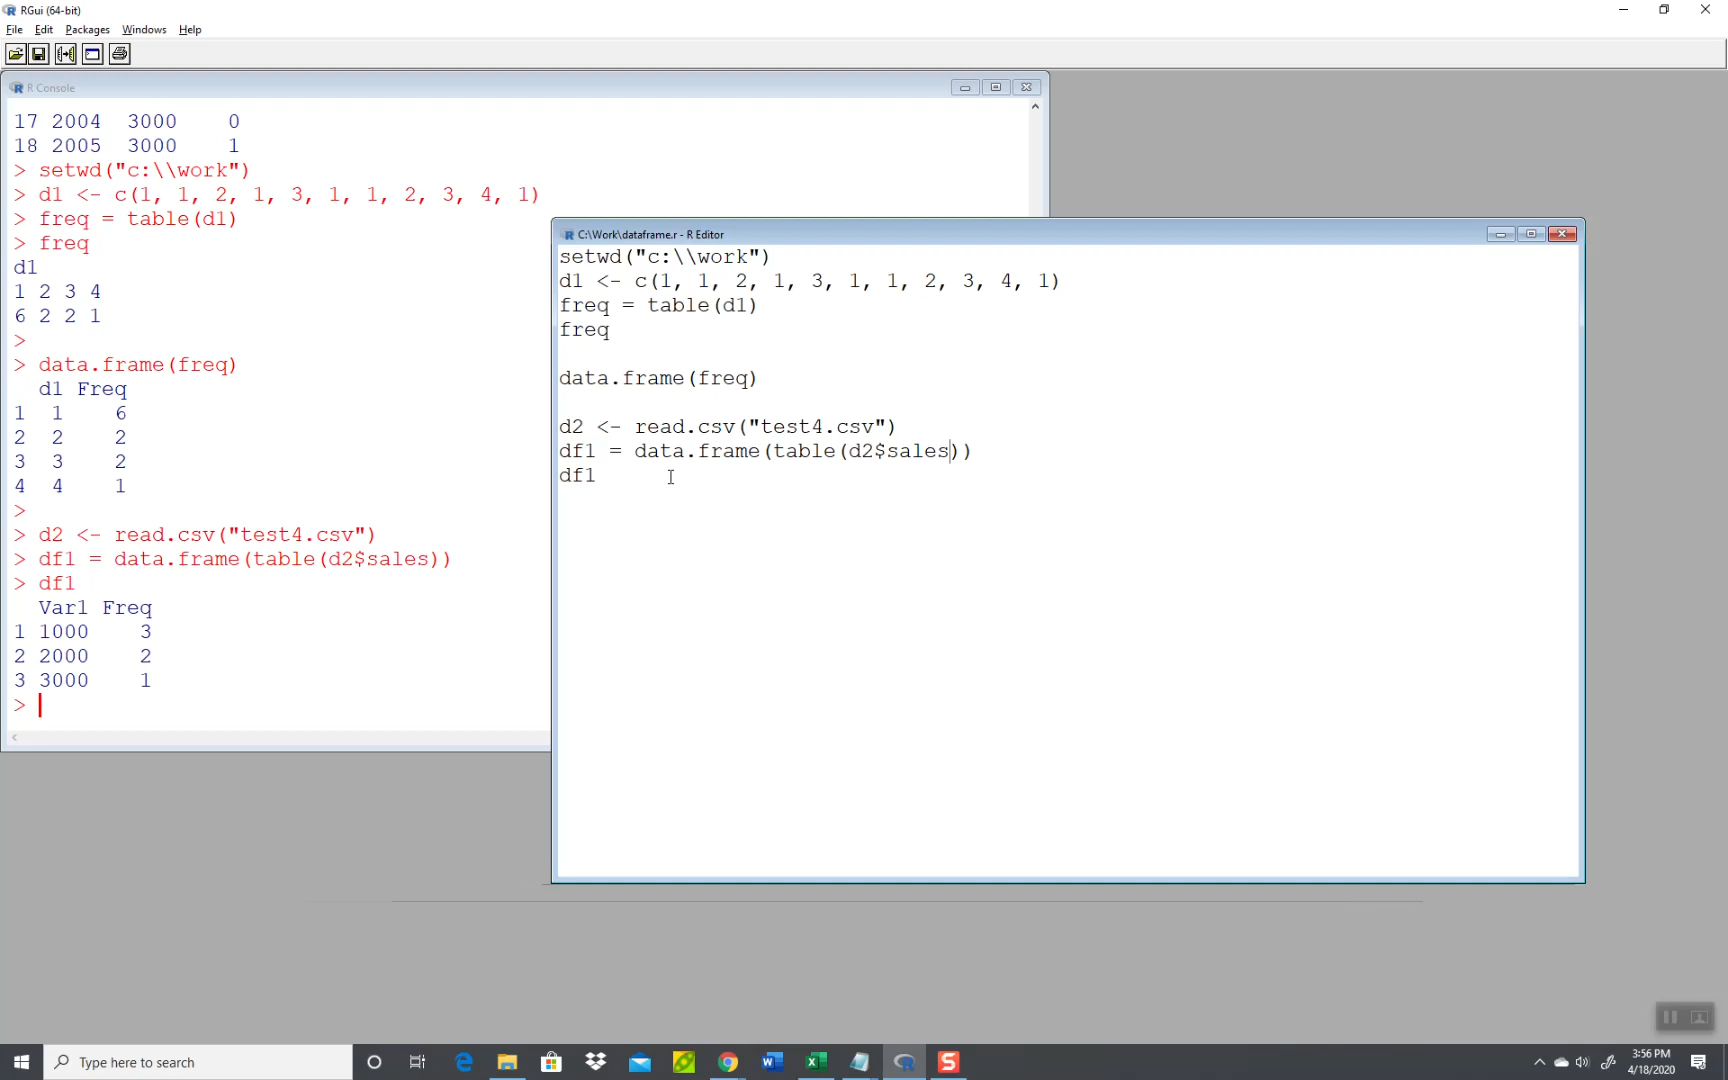 RGui (64-bit)
File Edit Packages Windows Help
R Console
17 2004  3000    0
18 2005  3000    1
> setwd("c:\\work")
> d1 <- c(1, 1, 2, 1, 3, 1, 1, 2, 3, 4, 1)
> freq = table(d1)
> freq
d1
1 2 3 4
6 2 2 1
>
> data.frame(freq)
  d1 Freq
1  1    6
2  2    2
3  3    2
4  4    1
>
> d2 <- read.csv("test4.csv")
> df1 = data.frame(table(d2$sales))
> df1
  Var1 Freq
1 1000    3
2 2000    2
3 3000    1
>
C:\Work\dataframe.r - R Editor
setwd("c:\\work")
d1 <- c(1, 1, 2, 1, 3, 1, 1, 2, 3, 4, 1)
freq = table(d1)
freq
data.frame(freq)
d2 <- read.csv("test4.csv")
df1 = data.frame(table(d2$sales))
df1
Type here to search
3:56 PM
4/18/2020